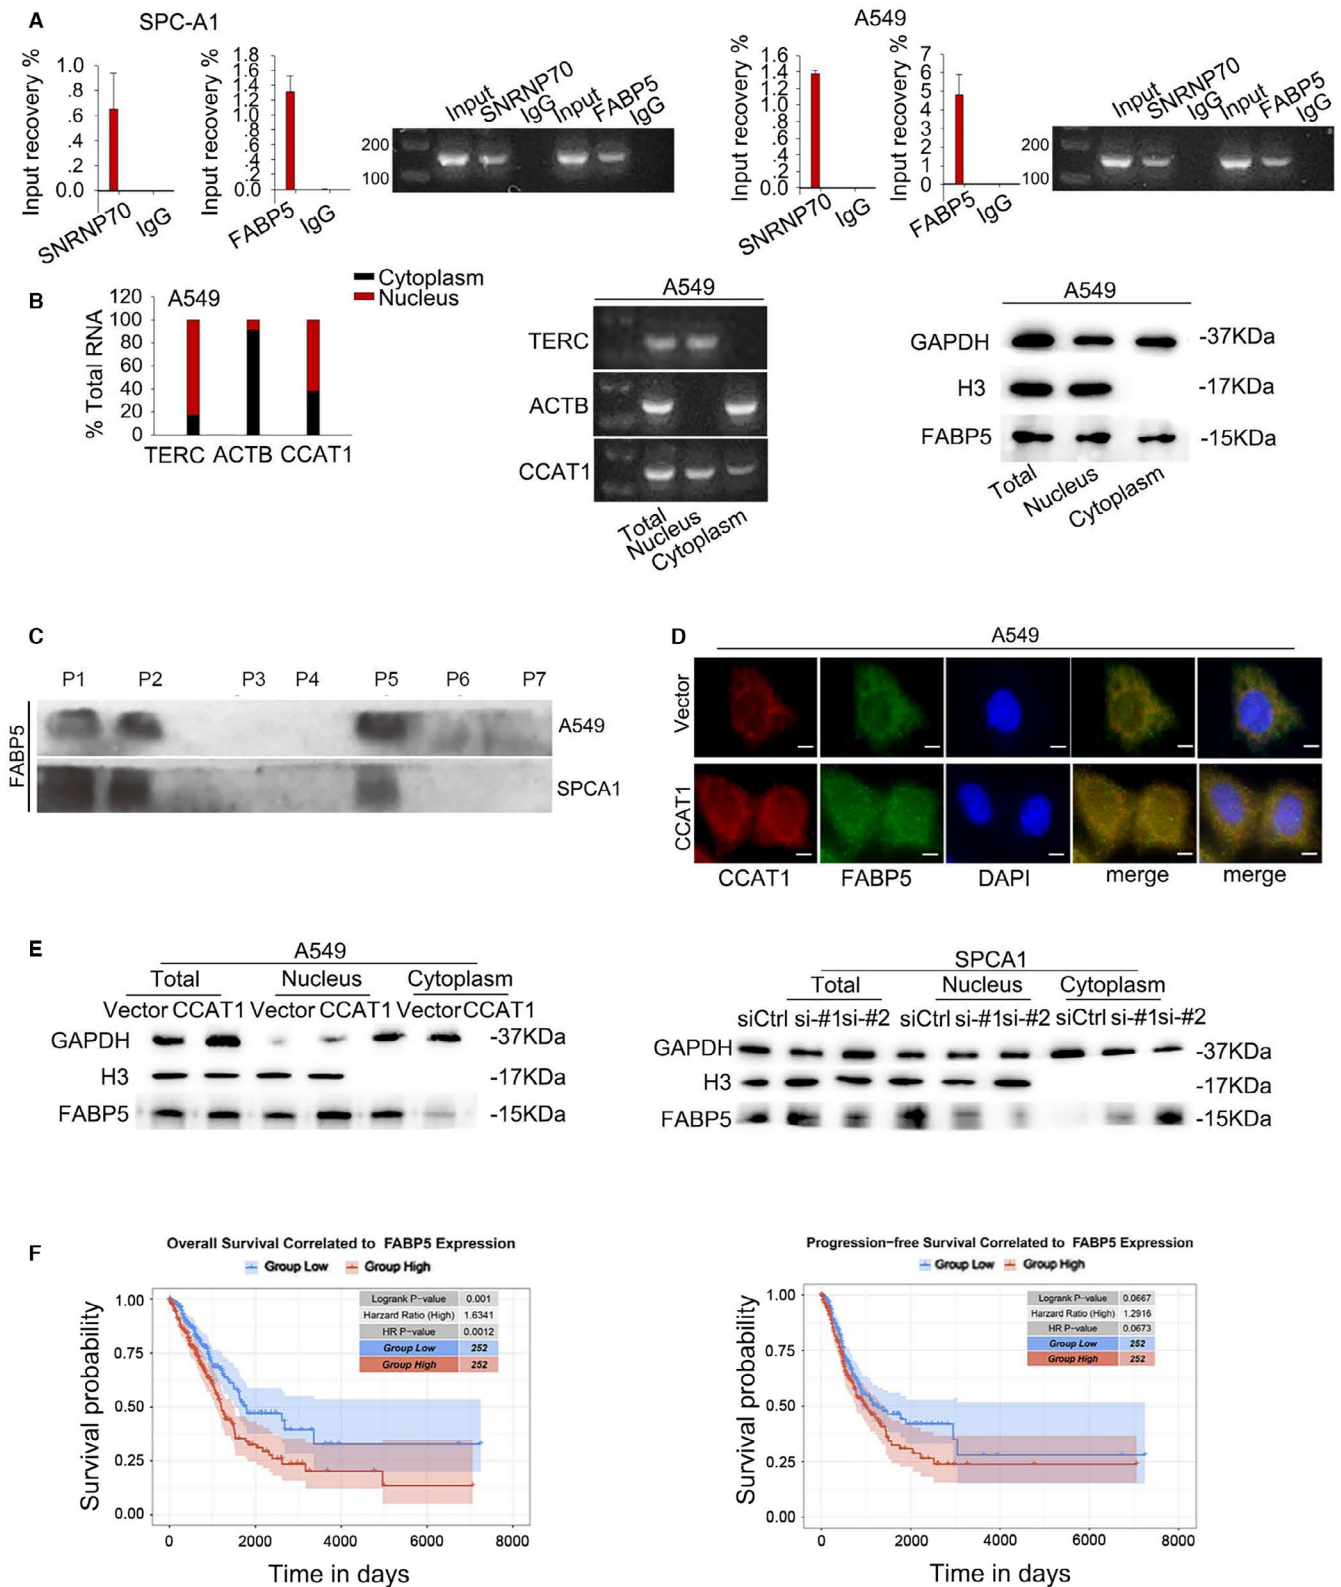 A
SPC-A1
A549
Input recovery %
1.0
.8
.6
.4
.2
0.0
SNRNP70
IgG
Input recovery %
1.8
1.6
1.4
1.2
1.0
.8
.6
.4
.2
0.0
FABP5
IgG
Input SNRNP70 IgG Input FABP5 IgG
200
100
Input recovery %
1.6
1.4
1.2
1.0
.8
.6
.4
.2
0.0
SNRNP70
IgG
Input recovery %
7
6
5
4
3
2
1
0
FABP5
IgG
Input SNRNP70 IgG Input FABP5 IgG
200
100
B
Cytoplasm
Nucleus
A549
% Total RNA
120
100
80
60
40
20
0
TERC ACTB CCAT1
A549
TERC
ACTB
CCAT1
Total
Nucleus
Cytoplasm
A549
GAPDH -37KDa
H3 -17KDa
FABP5 -15KDa
Total
Nucleus
Cytoplasm
C
P1 P2 P3 P4 P5 P6 P7
FABP5
A549
SPCA1
D
A549
Vector
CCAT1
CCAT1 FABP5 DAPI merge merge
E
A549
Total Nucleus Cytoplasm
Vector CCAT1 Vector CCAT1 Vector CCAT1
GAPDH -37KDa
H3 -17KDa
FABP5 -15KDa
SPCA1
Total Nucleus Cytoplasm
siCtrl si-#1 si-#2 siCtrl si-#1 si-#2 siCtrl si-#1 si-#2
GAPDH -37KDa
H3 -17KDa
FABP5 -15KDa
F
Overall Survival Correlated to FABP5 Expression
Group Low Group High
Survival probability
1.00
0.75
0.50
0.25
0.00
Logrank P-value 0.001
Harzard Ratio (High) 1.6341
HR P-value 0.0012
Group Low 252
Group High 252
0 2000 4000 6000 8000
Time in days
Progression-free Survival Correlated to FABP5 Expression
Group Low Group High
Survival probability
1.00
0.75
0.50
0.25
0.00
Logrank P-value 0.0667
Harzard Ratio (High) 1.2916
HR P-value 0.0673
Group Low 252
Group High 252
0 2000 4000 6000 8000
Time in days